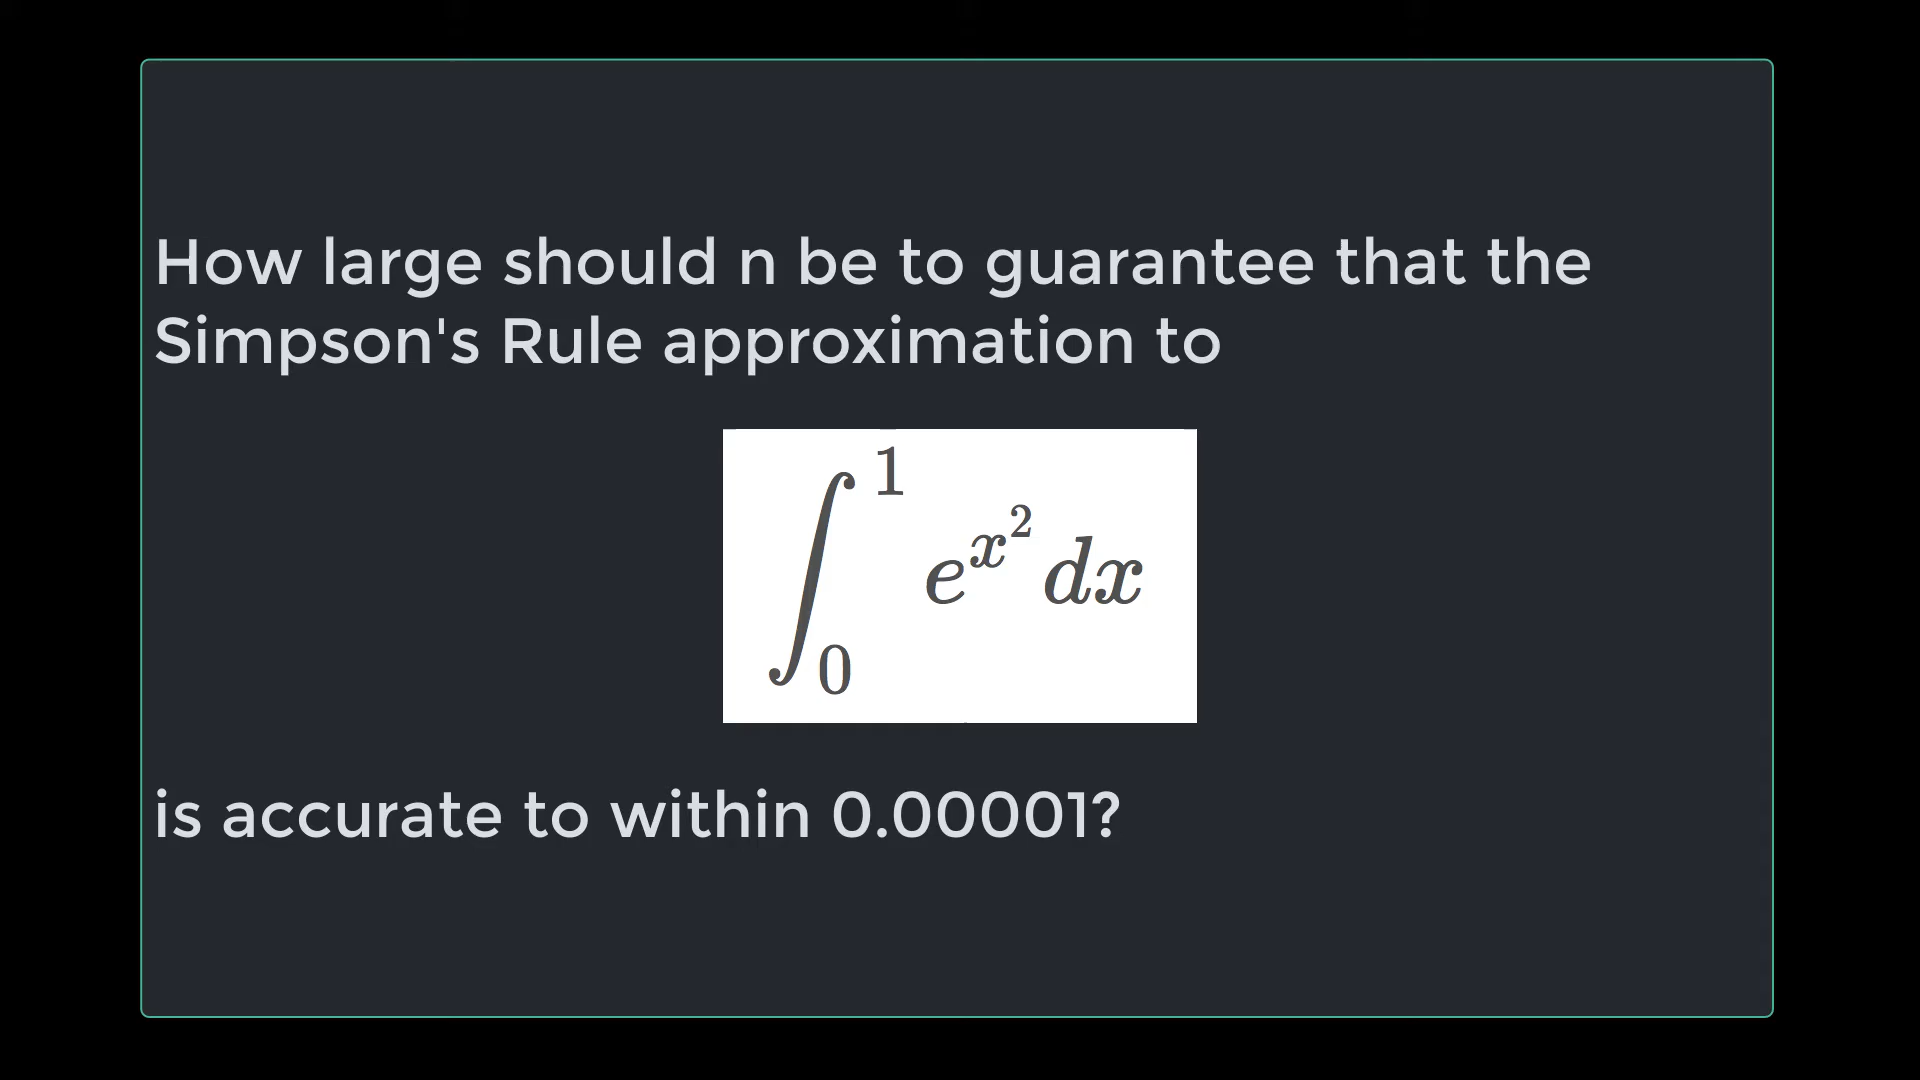 How large should n be to guarantee that the
Simpson's Rule approximation to
∫₀¹ eˣ² dx
is accurate to within 0.00001?